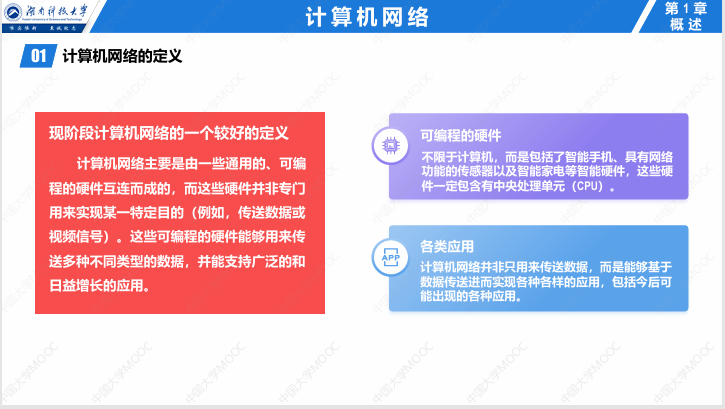 湖南科技大学
Hunan University of Science and Technology
唯实惟新 至诚致志
计算机网络
第 1 章
概 述
01 计算机网络的定义
现阶段计算机网络的一个较好的定义
计算机网络主要是由一些通用的、可编
程的硬件互连而成的，而这些硬件并非专门
用来实现某一特定目的（例如，传送数据或
视频信号）。这些可编程的硬件能够用来传
送多种不同类型的数据，并能支持广泛的和
日益增长的应用。
可编程的硬件
不限于计算机，而是包括了智能手机、具有网络
功能的传感器以及智能家电等智能硬件，这些硬
件一定包含有中央处理单元（CPU）。
APP
各类应用
计算机网络并非只用来传送数据，而是能够基于
数据传送进而实现各种各样的应用，包括今后可
能出现的各种应用。
中国大学MOOC